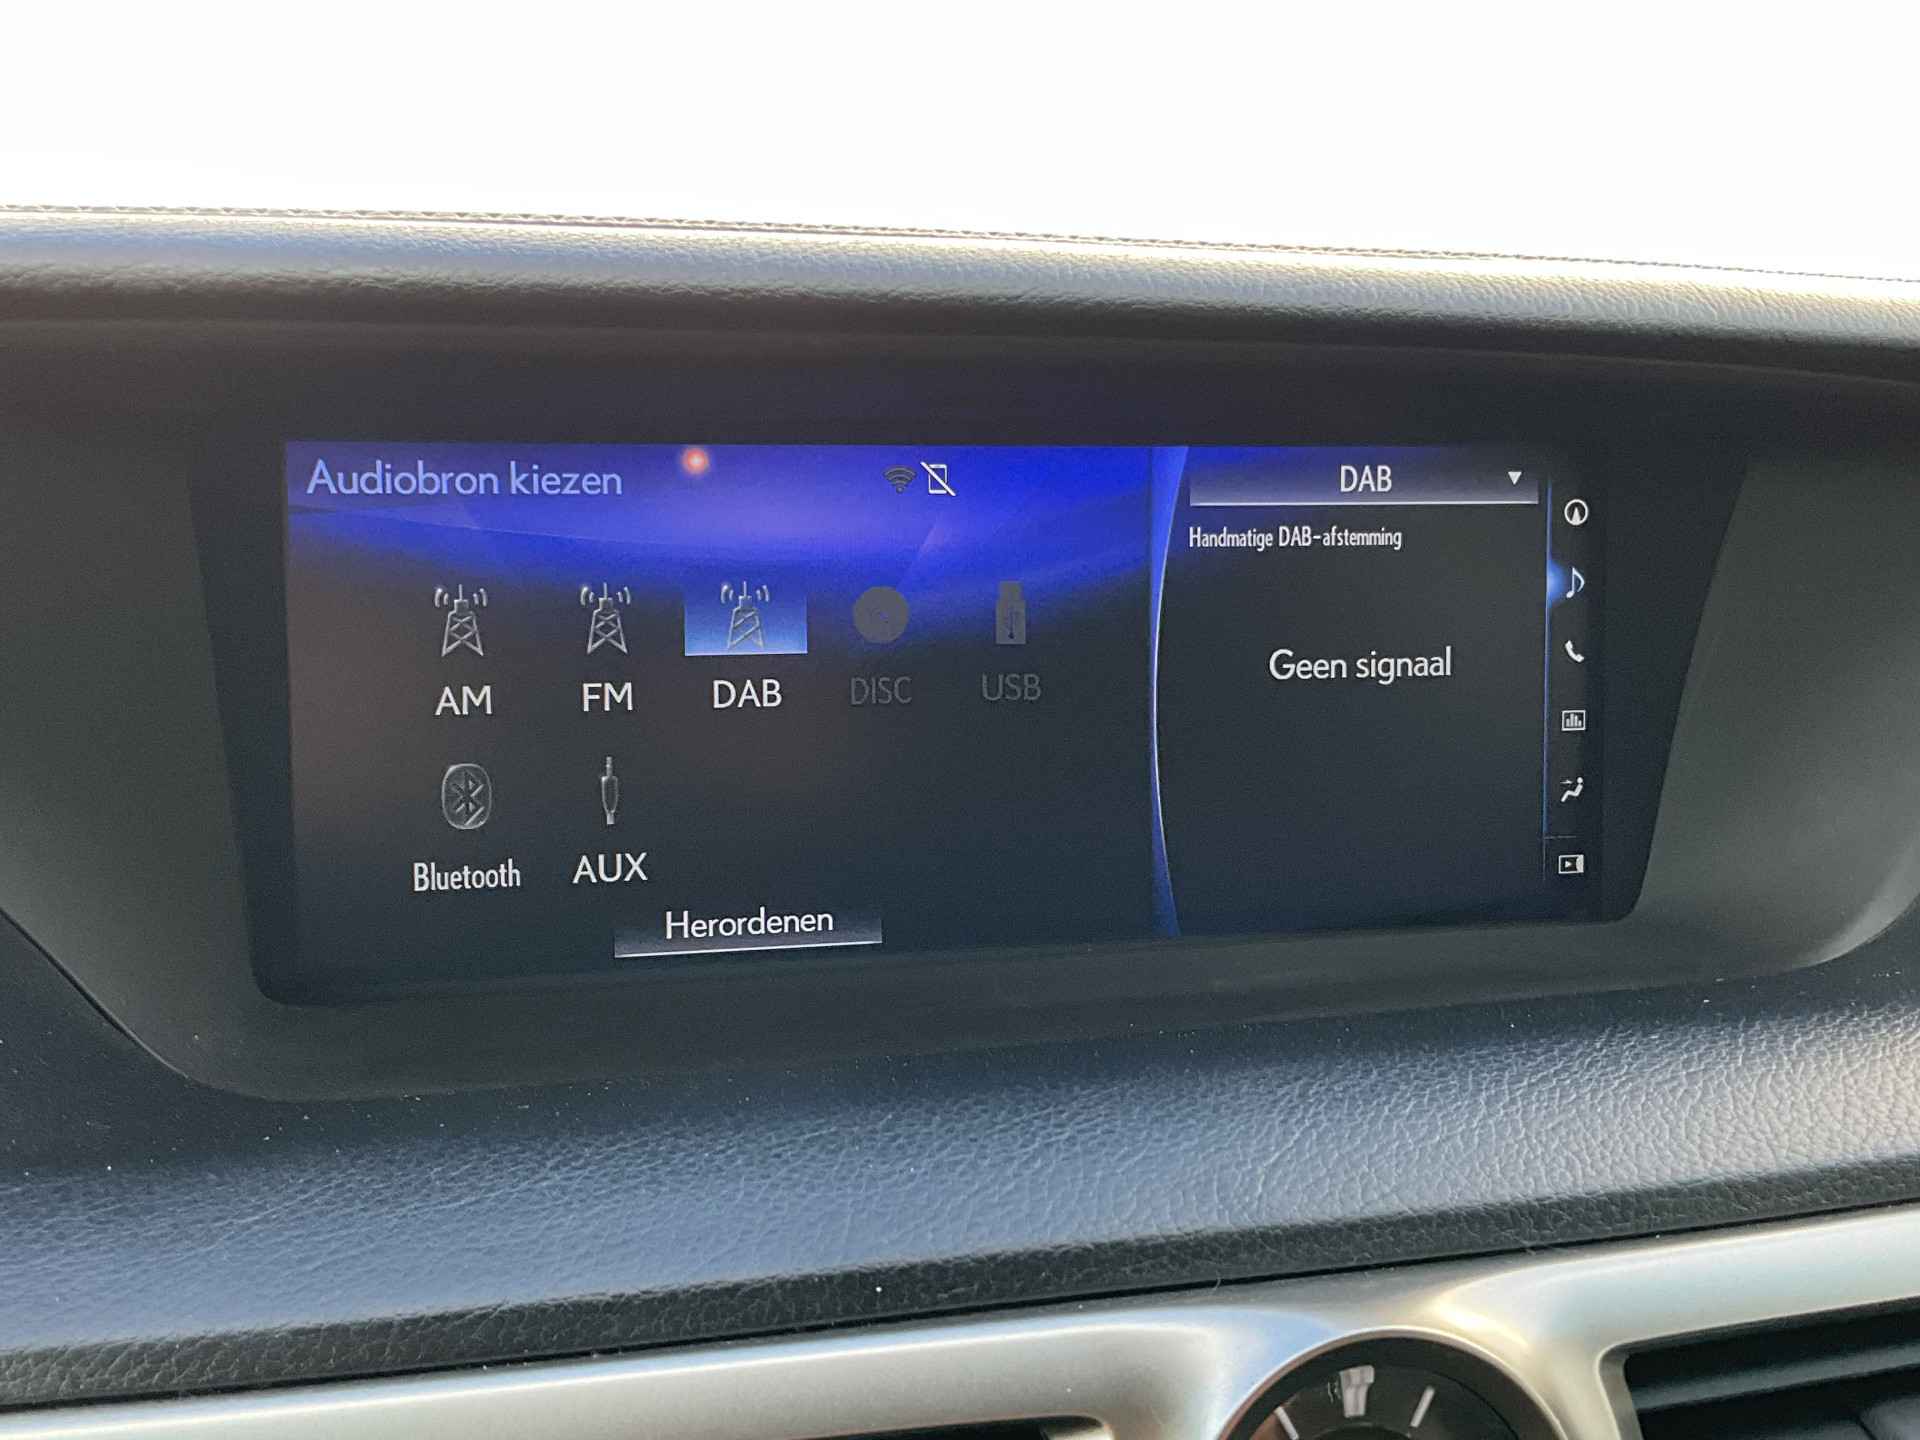 Audiobron kiezen
DAB
Handmatige DAB-afstemming
AM
FM
DAB
DISC
USB
Geen signaal
Bluetooth
AUX
Herordenen